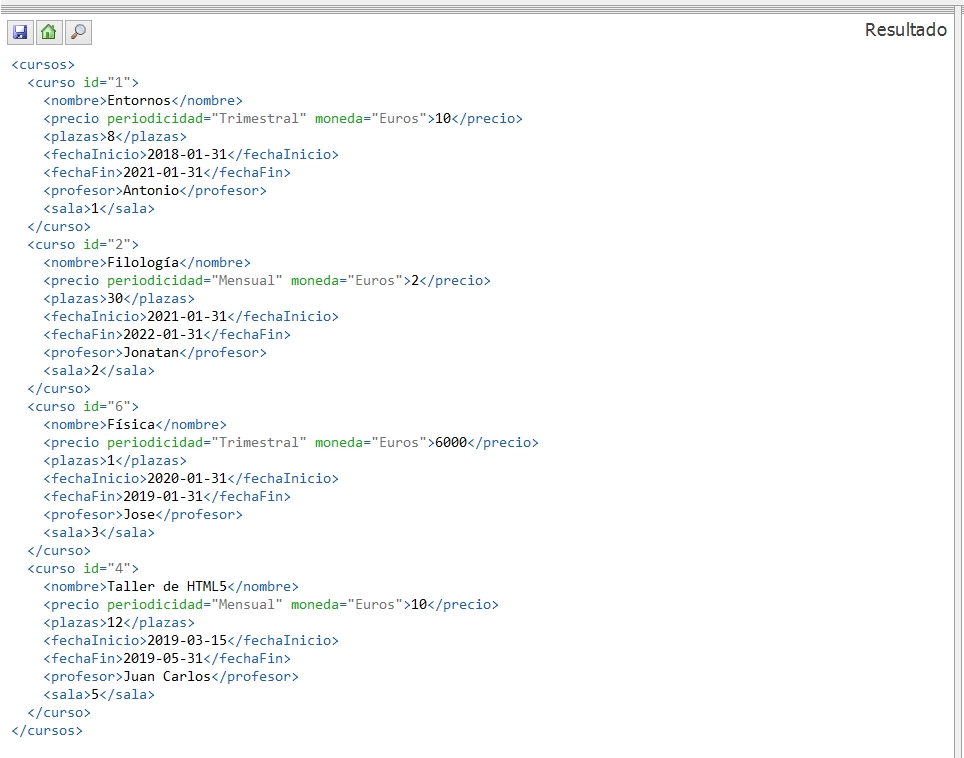 Resultado
<cursos>
  <curso id="1">
    <nombre>Entornos</nombre>
    <precio periodicidad="Trimestral" moneda="Euros">10</precio>
    <plazas>8</plazas>
    <fechaInicio>2018-01-31</fechaInicio>
    <fechaFin>2021-01-31</fechaFin>
    <profesor>Antonio</profesor>
    <sala>1</sala>
  </curso>
  <curso id="2">
    <nombre>Filología</nombre>
    <precio periodicidad="Mensual" moneda="Euros">2</precio>
    <plazas>30</plazas>
    <fechaInicio>2021-01-31</fechaInicio>
    <fechaFin>2022-01-31</fechaFin>
    <profesor>Jonatan</profesor>
    <sala>2</sala>
  </curso>
  <curso id="6">
    <nombre>Física</nombre>
    <precio periodicidad="Trimestral" moneda="Euros">6000</precio>
    <plazas>1</plazas>
    <fechaInicio>2020-01-31</fechaInicio>
    <fechaFin>2019-01-31</fechaFin>
    <profesor>Jose</profesor>
    <sala>3</sala>
  </curso>
  <curso id="4">
    <nombre>Taller de HTML5</nombre>
    <precio periodicidad="Mensual" moneda="Euros">10</precio>
    <plazas>12</plazas>
    <fechaInicio>2019-03-15</fechaInicio>
    <fechaFin>2019-05-31</fechaFin>
    <profesor>Juan Carlos</profesor>
    <sala>5</sala>
  </curso>
</cursos>